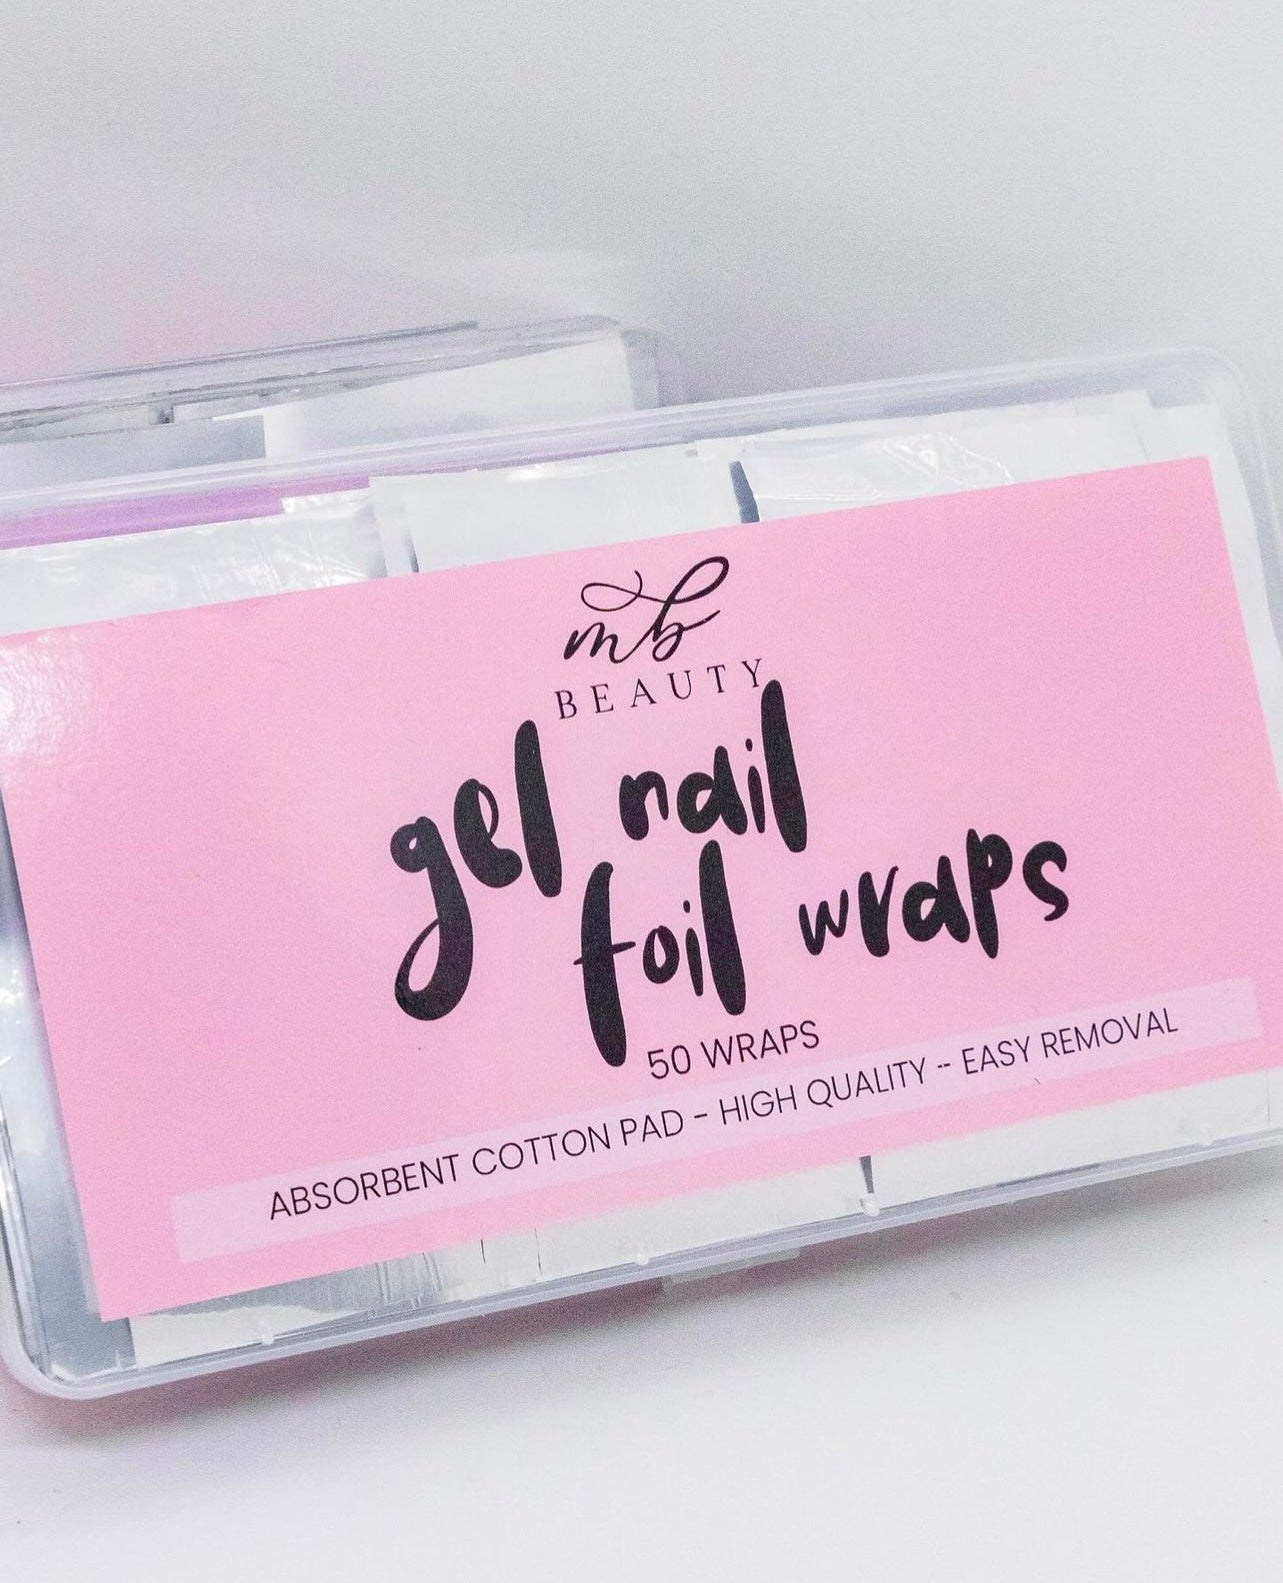 mb
BEAUTY
gel nail
foil wraps
50 WRAPS
ABSORBENT COTTON PAD - HIGH QUALITY -- EASY REMOVAL